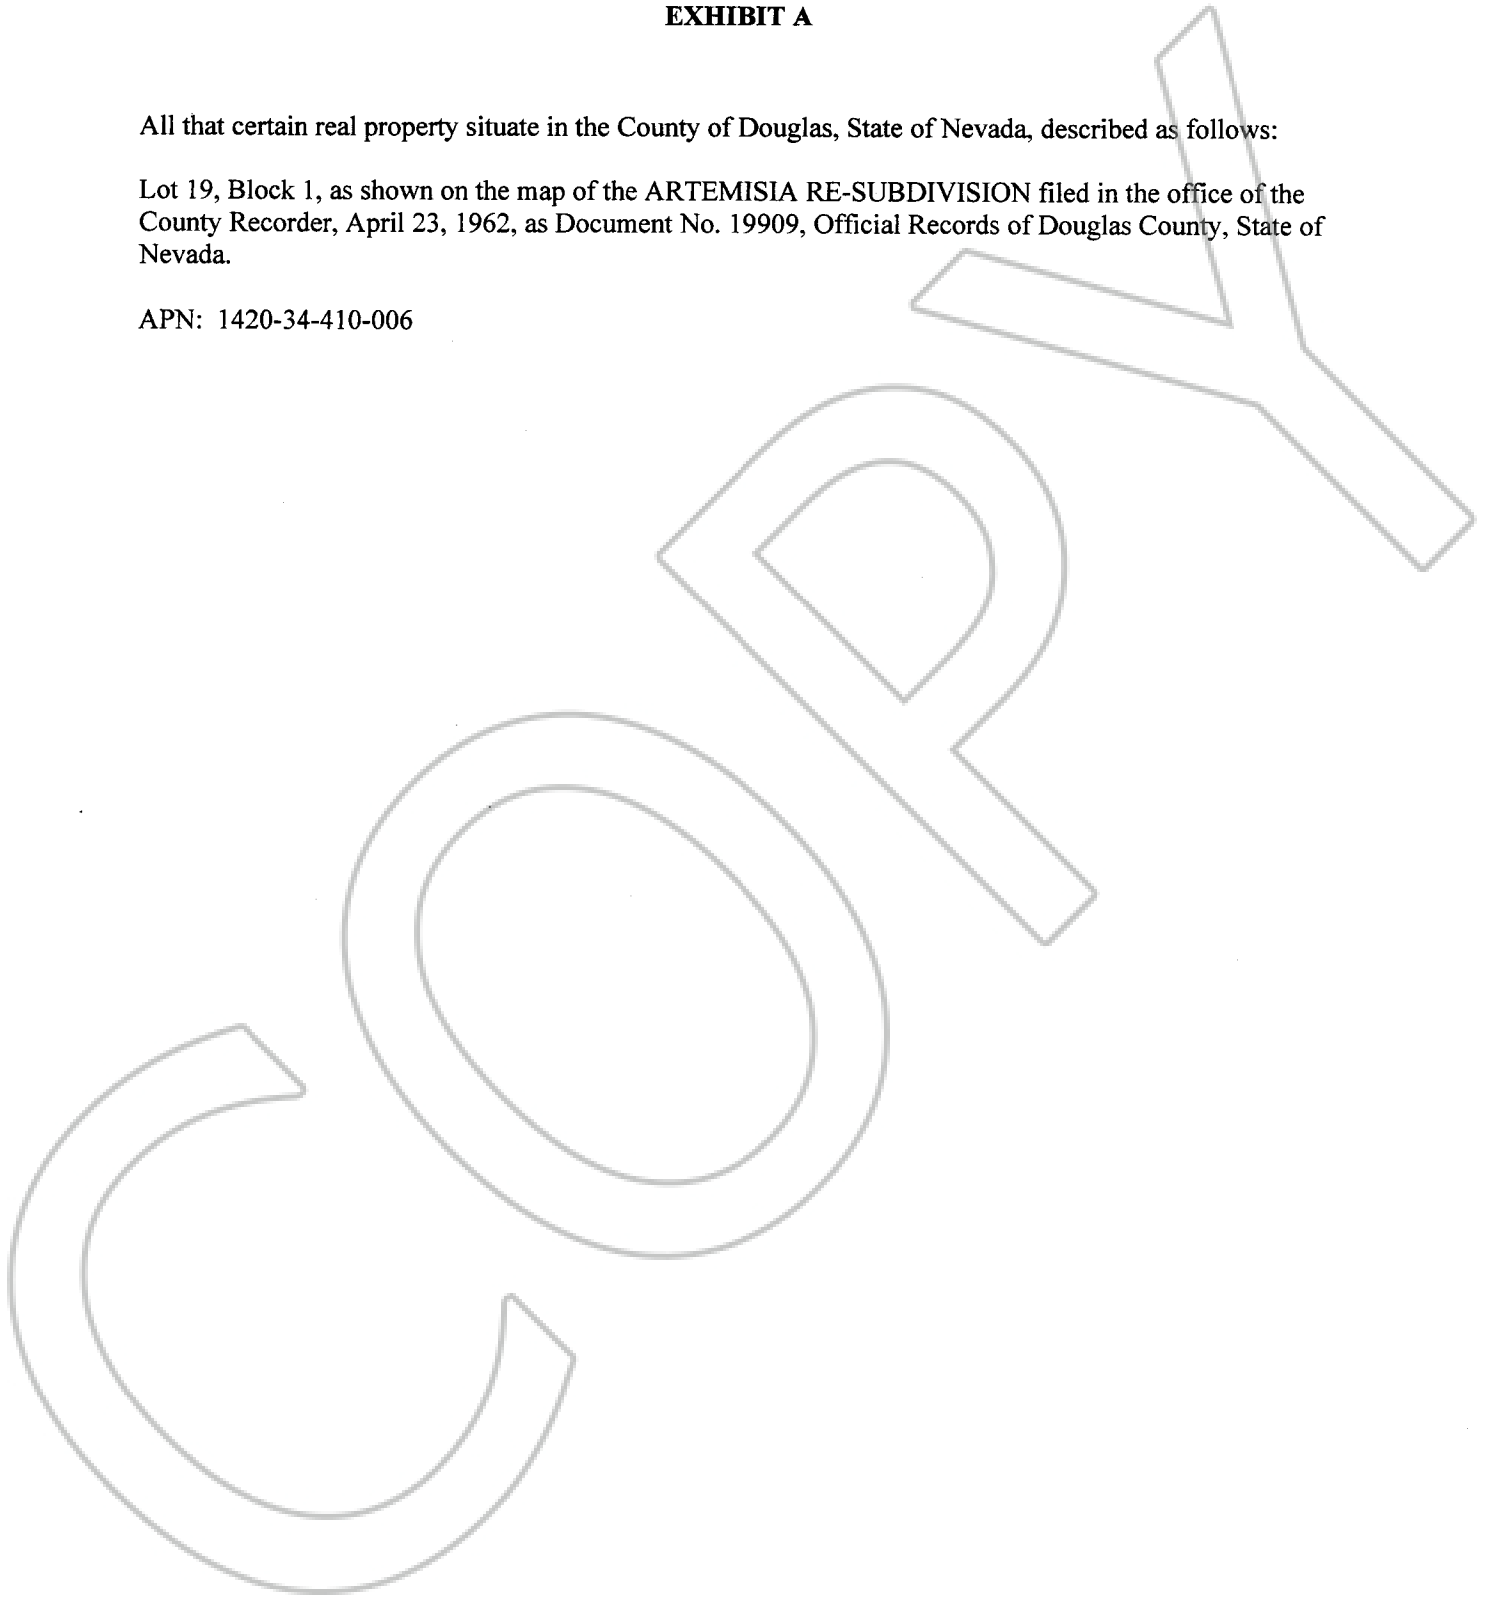 EXHIBIT A
All that certain real property situate in the County of Douglas, State of Nevada, described as follows:
Lot 19, Block 1, as shown on the map of the ARTEMISIA RE-SUBDIVISION filed in the office of the
County Recorder, April 23, 1962, as Document No. 19909, Official Records of Douglas County, State of
Nevada.
APN: 1420-34-410-006
COPY